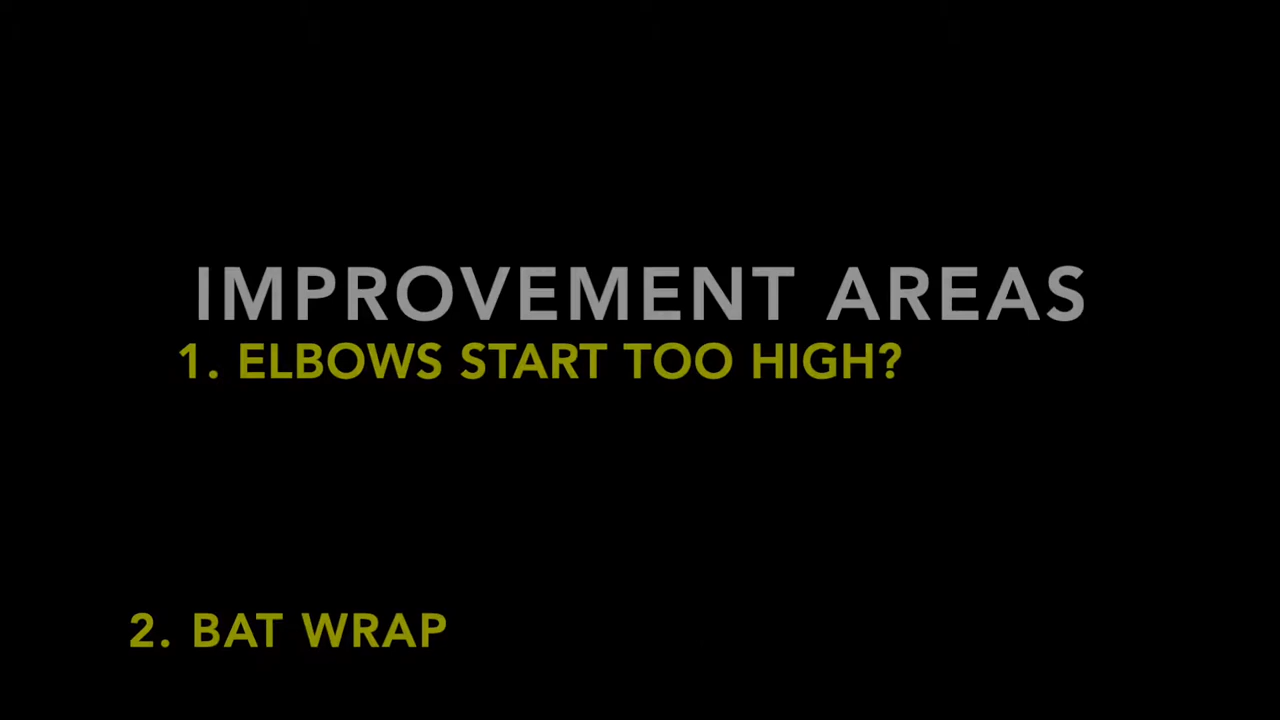 IMPROVEMENT AREAS
1. ELBOWS START TOO HIGH?
2. BAT WRAP